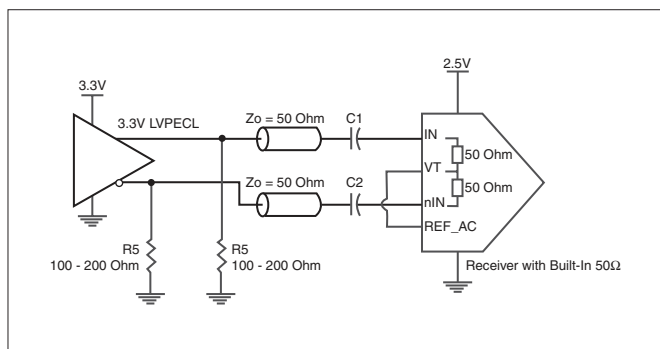 2.5V
3.3V
3.3V LVPECL
Zo = 50 Ohm
C1
IN
50 Ohm
VT
50 Ohm
Zo = 50 Ohm
C2
nIN
REF_AC
R5
100 - 200 Ohm
R5
100 - 200 Ohm
Receiver with Built-In 50Ω